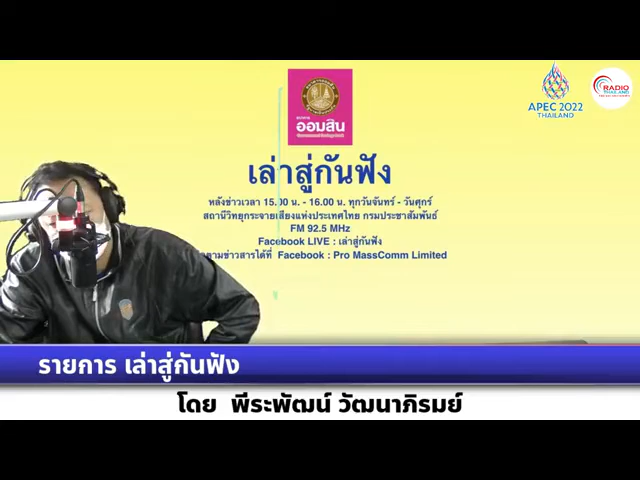 APEC 2022
THAILAND
RADIO
THAILAND
ธนาคาร
ออมสิน
เล่าสู่กันฟัง
หลังข่าวเวลา 15.00 น. - 16.00 น. ทุกวันจันทร์ - วันศุกร์
สถานีวิทยุกระจายเสียงแห่งประเทศไทย กรมประชาสัมพันธ์
FM 92.5 MHz
Facebook LIVE : เล่าสู่กันฟัง
ตามข่าวสารได้ที่ Facebook : Pro MassComm Limited
รายการ เล่าสู่กันฟัง
โดย พีระพัฒน์ วัฒนาภิรมย์